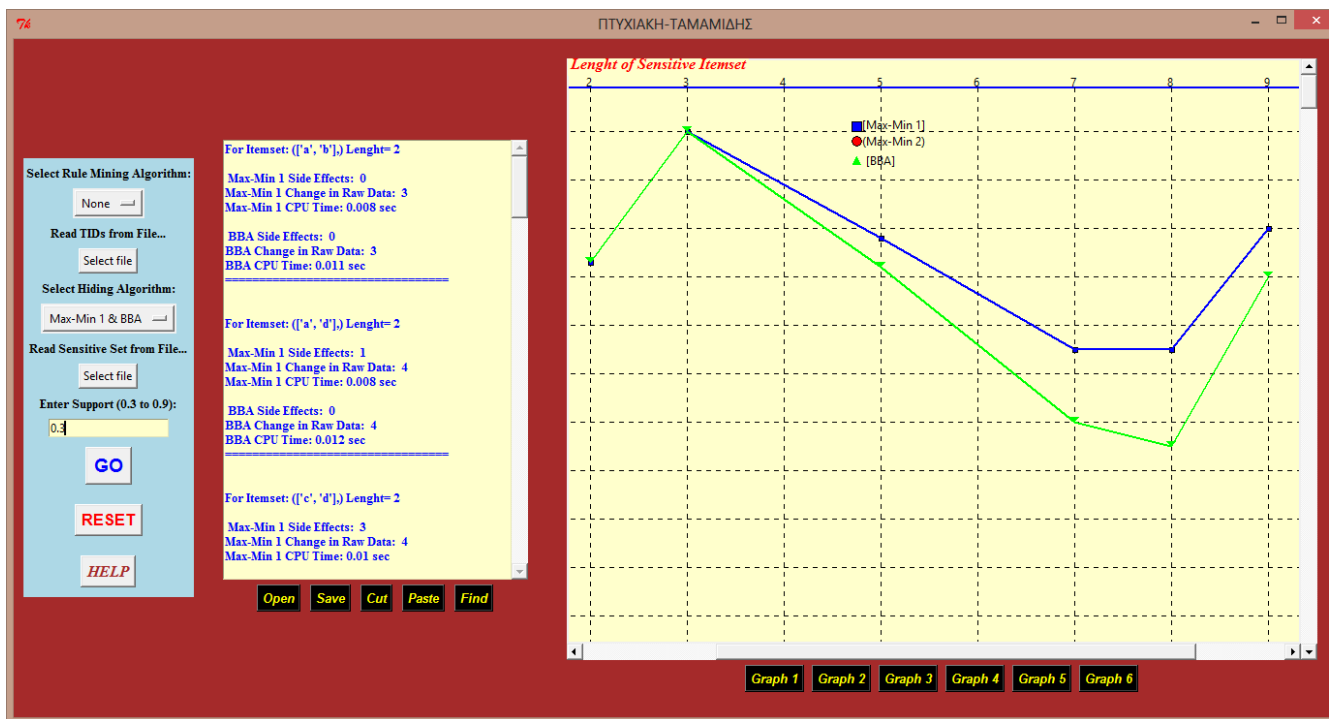 ΠΤΥΧΙΑΚΗ-ΤΑΜΑΜΙΔΗΣ
Select Rule Mining Algorithm:
None
Read TIDs from File...
Select file
Select Hiding Algorithm:
Max-Min 1 & BBA
Read Sensitive Set from File...
Select file
Enter Support (0.3 to 0.9):
0.3
GO
RESET
HELP
For Itemset: (['a', 'b'],) Lenght= 2
Max-Min 1 Side Effects: 0
Max-Min 1 Change in Raw Data: 3
Max-Min 1 CPU Time: 0.008 sec
BBA Side Effects: 0
BBA Change in Raw Data: 3
BBA CPU Time: 0.011 sec
==================================
For Itemset: (['a', 'd'],) Lenght= 2
Max-Min 1 Side Effects: 1
Max-Min 1 Change in Raw Data: 4
Max-Min 1 CPU Time: 0.008 sec
BBA Side Effects: 0
BBA Change in Raw Data: 4
BBA CPU Time: 0.012 sec
==================================
For Itemset: (['c', 'd'],) Lenght= 2
Max-Min 1 Side Effects: 3
Max-Min 1 Change in Raw Data: 4
Max-Min 1 CPU Time: 0.01 sec
Open Save Cut Paste Find
Lenght of Sensitive Itemset
2 3 4 5 6 7 8 9
[Max-Min 1]
(Max-Min 2)
[BBA]
Graph 1 Graph 2 Graph 3 Graph 4 Graph 5 Graph 6